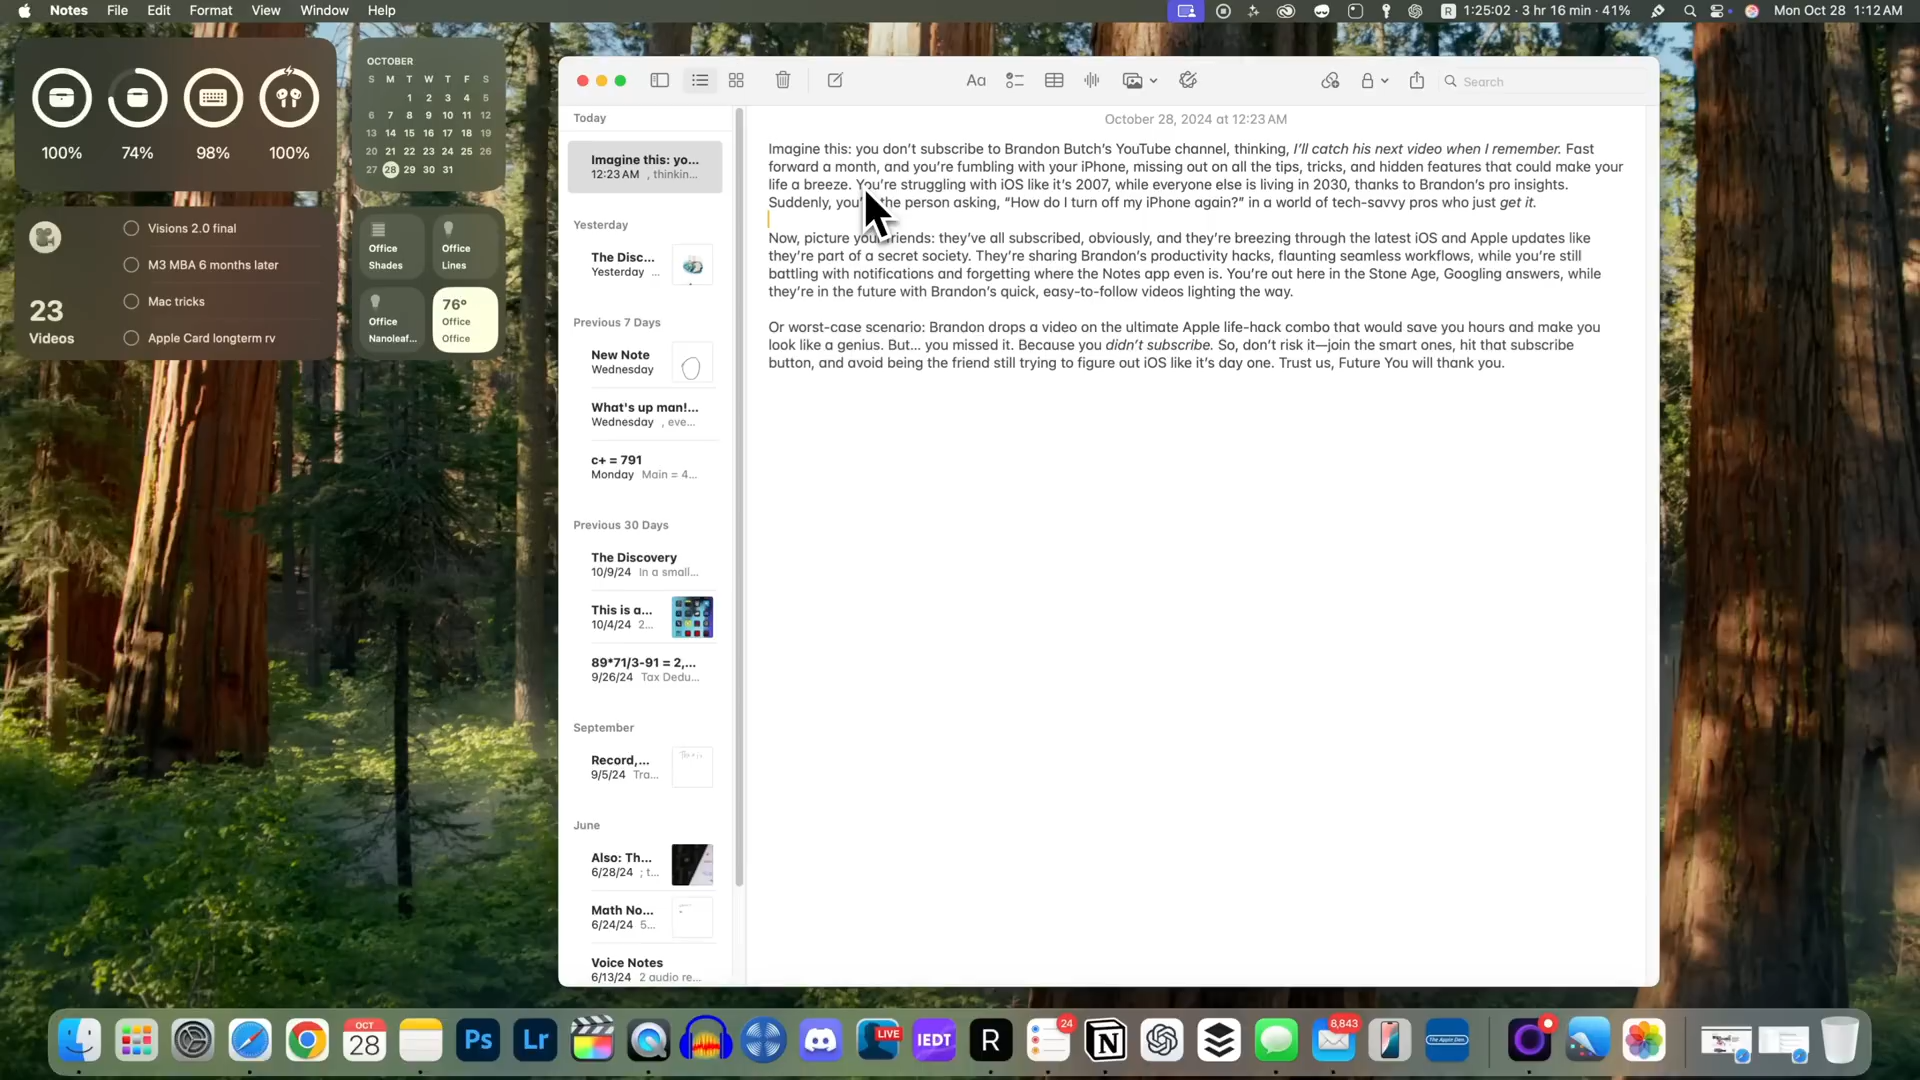 Notes File Edit Format View Window Help
1:25:02 · 3 hr 16 min · 41%
Mon Oct 28 1:12 AM
100% 74% 98% 100%
OCTOBER
S M T W T F S
1 2 3 4 5
6 7 8 9 10 11 12
13 14 15 16 17 18 19
20 21 22 23 24 25 26
27 28 29 30 31
23
Videos
Visions 2.0 final
M3 MBA 6 months later
Mac tricks
Apple Card longterm rv
Office
Shades
Office
Lines
Office
Nanoleaf...
76°
Office
Office
Aa
Search
Today
Imagine this: yo...
12:23 AM , thinkin...
Yesterday
The Disc...
Yesterday ...
Previous 7 Days
New Note
Wednesday
What's up man!...
Wednesday , eve...
c+ = 791
Monday Main = 4...
Previous 30 Days
The Discovery
10/9/24 In a small...
This is a...
10/4/24 2...
89*71/3-91 = 2,...
9/26/24 Tax Dedu...
September
Record,...
9/5/24 Tra...
June
Also: Th...
6/28/24 ; t...
Math No...
6/24/24 5...
Voice Notes
6/13/24 2 audio re...
October 28, 2024 at 12:23 AM
Imagine this: you don’t subscribe to Brandon Butch’s YouTube channel, thinking, I’ll catch his next video when I remember. Fast
forward a month, and you’re fumbling with your iPhone, missing out on all the tips, tricks, and hidden features that could make your
life a breeze. You’re struggling with iOS like it’s 2007, while everyone else is living in 2030, thanks to Brandon’s pro insights.
Suddenly, you’ the person asking, “How do I turn off my iPhone again?” in a world of tech-savvy pros who just get it.
Now, picture your friends: they’ve all subscribed, obviously, and they’re breezing through the latest iOS and Apple updates like
they’re part of a secret society. They’re sharing Brandon’s productivity hacks, flaunting seamless workflows, while you’re still
battling with notifications and forgetting where the Notes app even is. You’re out here in the Stone Age, Googling answers, while
they’re in the future with Brandon’s quick, easy-to-follow videos lighting the way.
Or worst-case scenario: Brandon drops a video on the ultimate Apple life-hack combo that would save you hours and make you
look like a genius. But... you missed it. Because you didn’t subscribe. So, don’t risk it—join the smart ones, hit that subscribe
button, and avoid being the friend still trying to figure out iOS like it’s day one. Trust us, Future You will thank you.
OCT
28
Ps
Lr
LIVE
IEDT
R
24
8,843
The Apple Den.